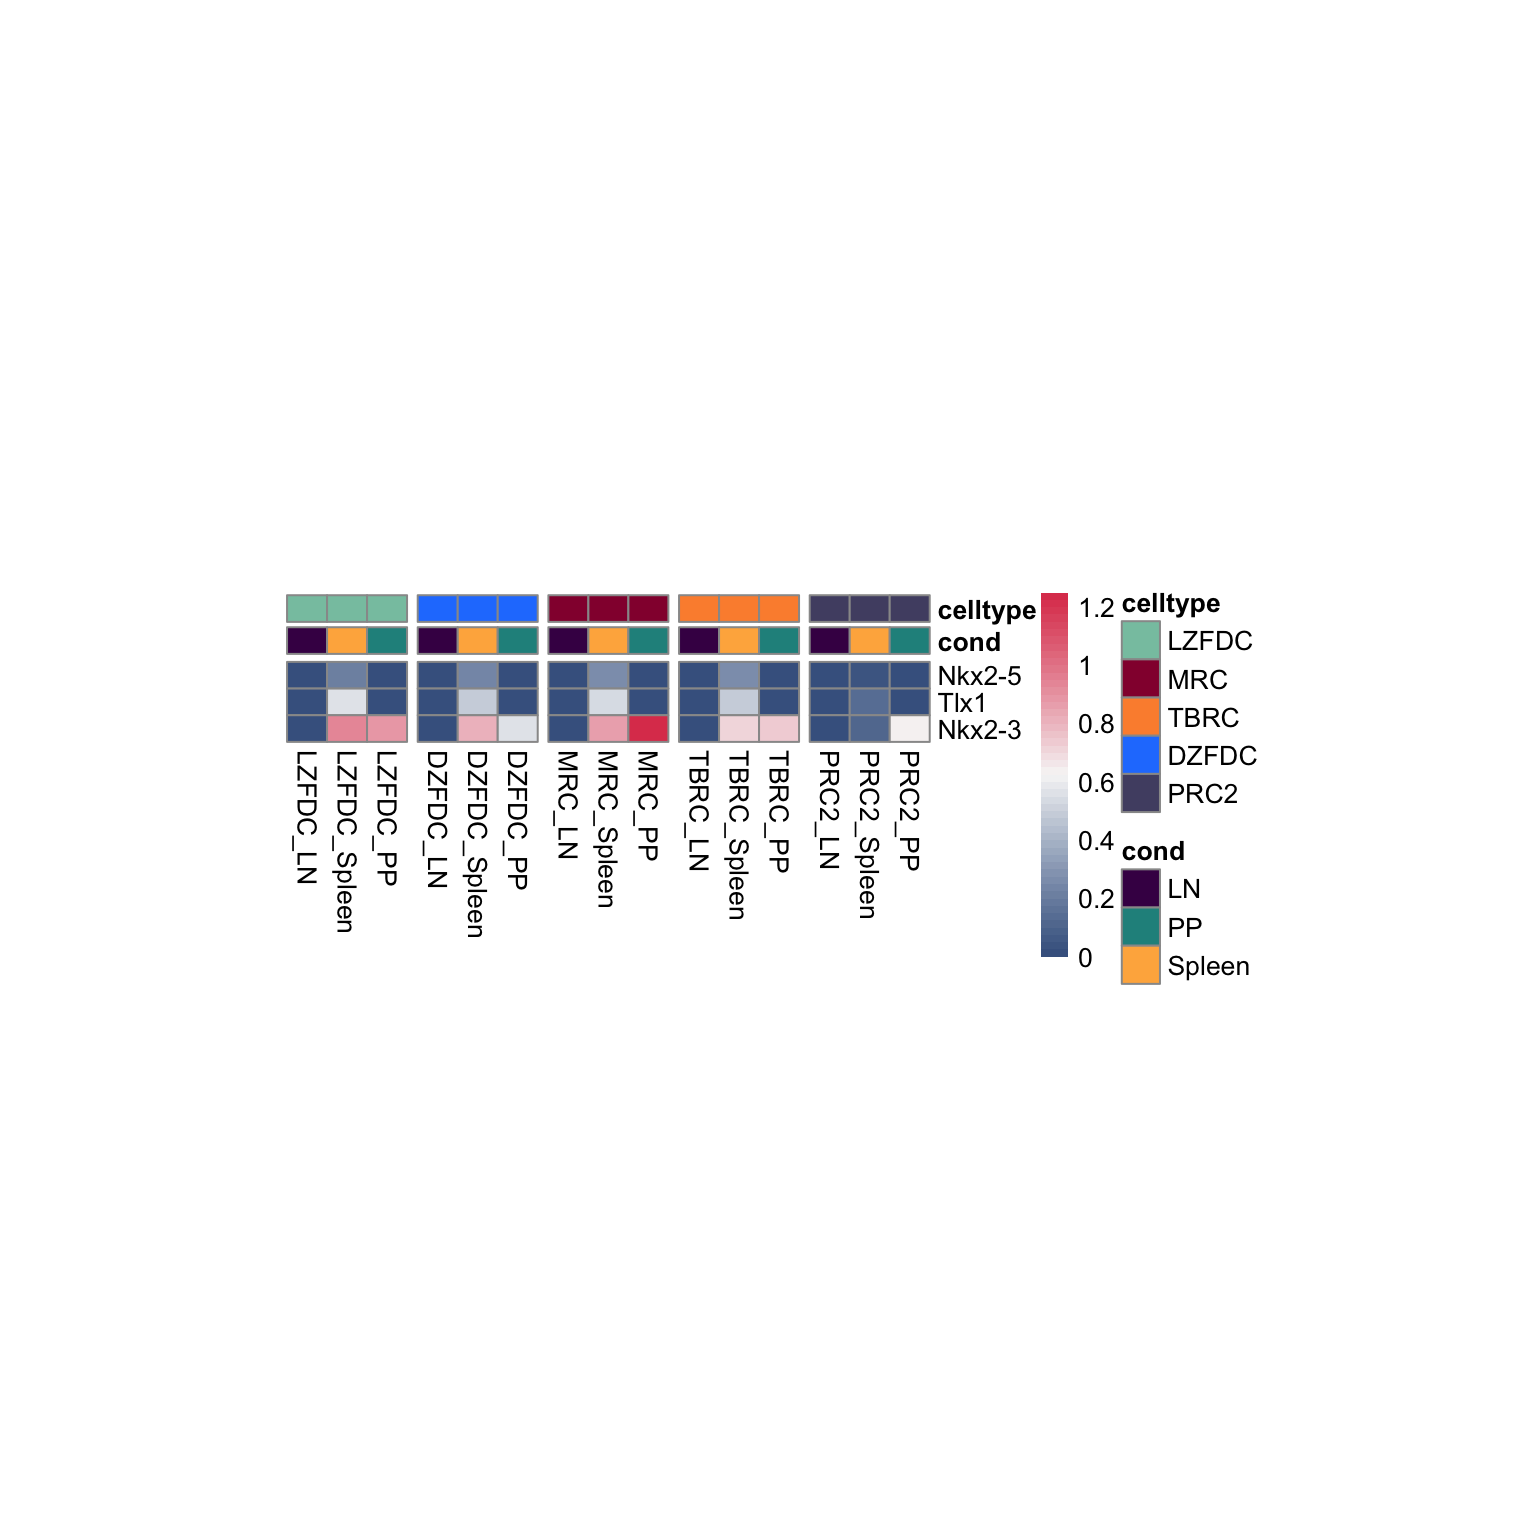 celltype
cond
Nkx2-5
Tlx1
Nkx2-3
LZFDC_LN
LZFDC_Spleen
LZFDC_PP
DZFDC_LN
DZFDC_Spleen
DZFDC_PP
MRC_LN
MRC_Spleen
MRC_PP
TBRC_LN
TBRC_Spleen
TBRC_PP
PRC2_LN
PRC2_Spleen
PRC2_PP
1.2
1
0.8
0.6
0.4
0.2
0
celltype
LZFDC
MRC
TBRC
DZFDC
PRC2
cond
LN
PP
Spleen